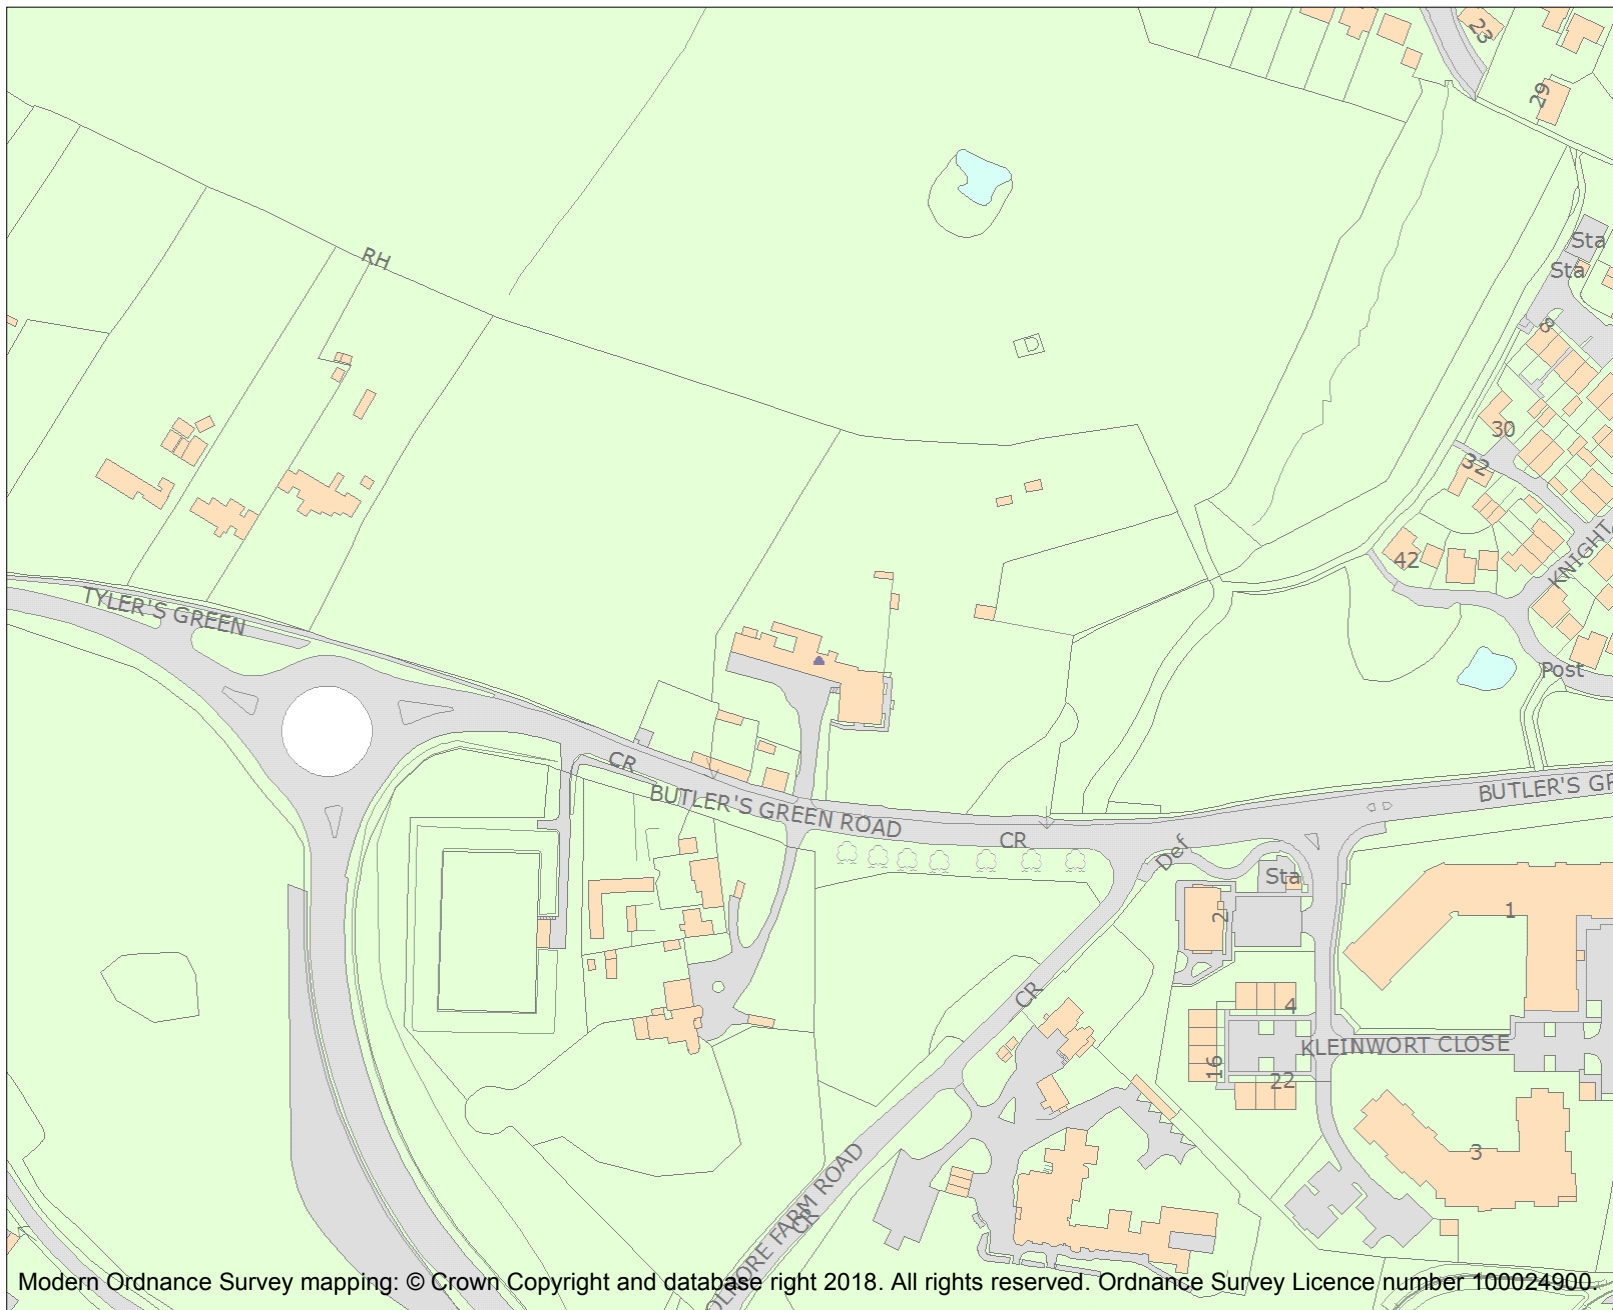 23
29
RH
Sta
Sta
8
30
32
42
KNIGHT
TYLER'S GREEN
Post
CR
BUTLER'S GREEN ROAD
BUTLER'S GR
CR
Def
Sta
2
1
CR
4
KLEINWORT CLOSE
16
22
3
OLMORE FARM ROAD
CR
Modern Ordnance Survey mapping: © Crown Copyright and database right 2018. All rights reserved. Ordnance Survey Licence number 100024900.